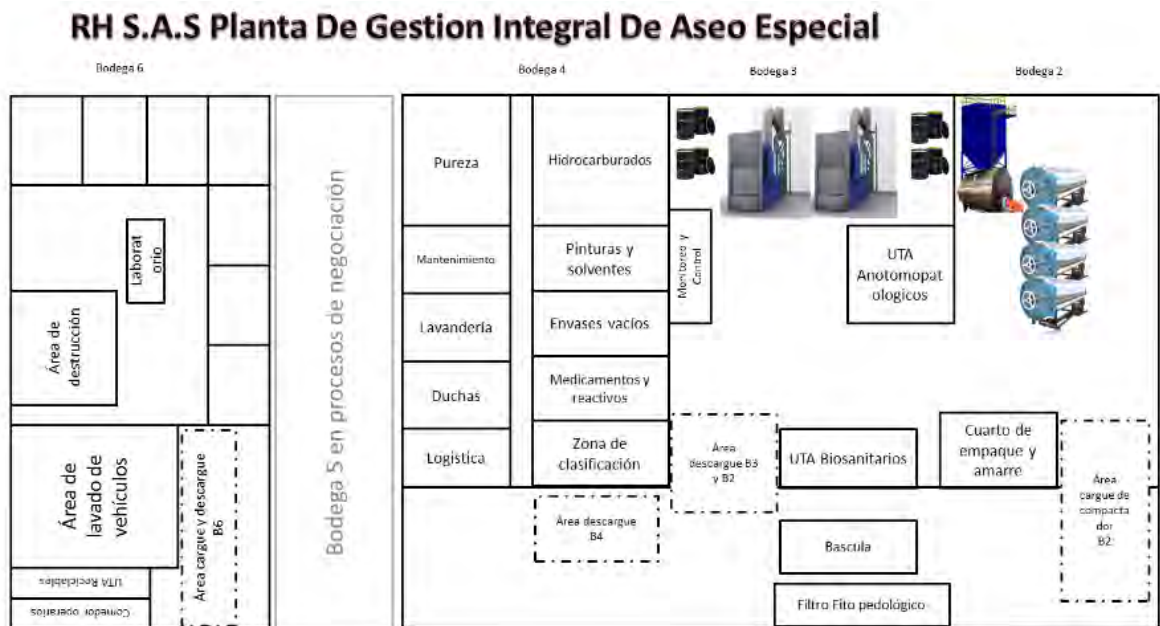 RH S.A.S Planta De Gestion Integral De Aseo Especial
Bodega 6
Bodega 4
Bodega 3
Bodega 2
Laborat
orio
Área de
destrucción
Área de
lavado de
vehículos
Área cargue y descargue
B6
UTA Reciclables
Comedor operarios
Bodega 5 en procesos de negociación
Pureza
Mantenimiento
Lavandería
Duchas
Logistica
Hidrocarburados
Pinturas y
solventes
Envases vacíos
Medicamentos y
reactivos
Zona de
clasificación
Área descargue
B4
Monitoreo y
Control
UTA
Anotomopat
ologicos
Área
descargue B3
y B2
UTA Biosanitarios
Bascula
Filtro Fito pedológico
Cuarto de
empaque y
amarre
Área
cargue de
compacta
dor
B2